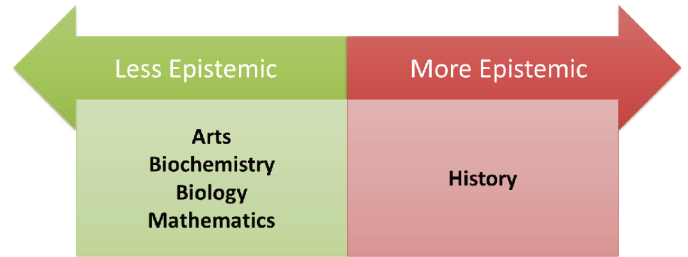 Less Epistemic
More Epistemic
Arts
Biochemistry
Biology
Mathematics
History